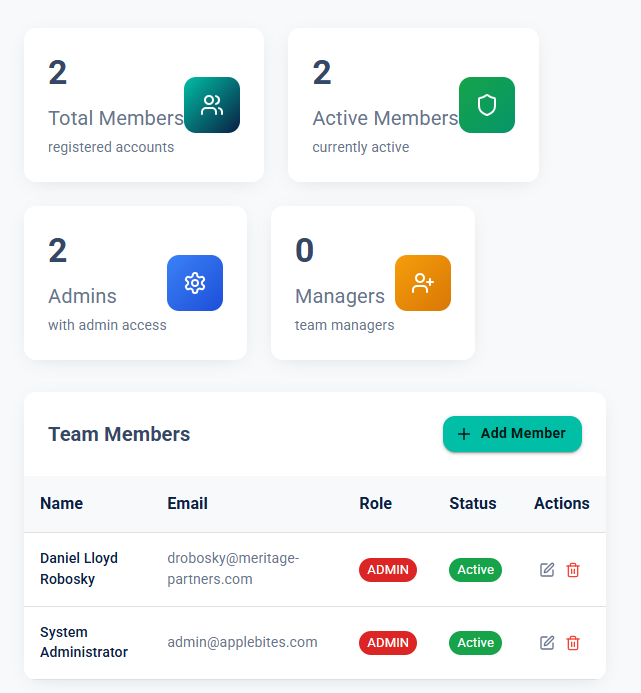 2
Total Members
registered accounts
2
Active Members
currently active
2
Admins
with admin access
0
Managers
team managers
Team Members
Add Member
Name Email Role Status Actions
Daniel Lloyd
Robosky
drobosky@meritage-
partners.com
ADMIN
Active
System
Administrator
admin@applebites.com
ADMIN
Active